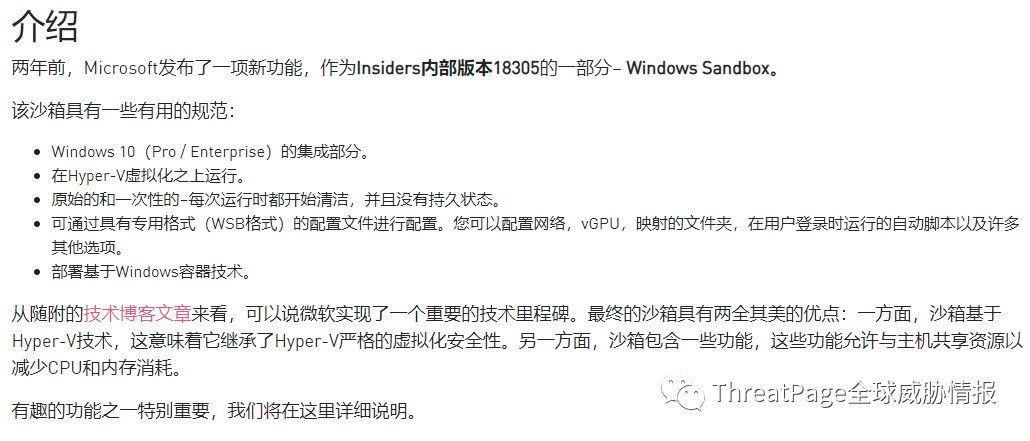 介绍
两年前，Microsoft发布了一项新功能，作为Insiders内部版本18305的一部分– Windows Sandbox。
该沙箱具有一些有用的规范：
• Windows 10（Pro / Enterprise）的集成部分。
• 在Hyper-V虚拟化之上运行。
• 原始的和一次性的–每次运行时都开始清洁，并且没有持久状态。
• 可通过具有专用格式（WSB格式）的配置文件进行配置。您可以配置网络，vGPU，映射的文件夹，在用户登录时运行的自动脚本以及许多
其他选项。
• 部署基于Windows容器技术。
从随附的技术博客文章来看，可以说微软实现了一个重要的技术里程碑。最终的沙箱具有两全其美的优点：一方面，沙箱基于
Hyper-V技术，这意味着它继承了Hyper-V严格的虚拟化安全性。另一方面，沙箱包含一些功能，这些功能允许与主机共享资源以
减少CPU和内存消耗。
有趣的功能之一特别重要，我们将在这里详细说明。
ThreatPage全球威胁情报